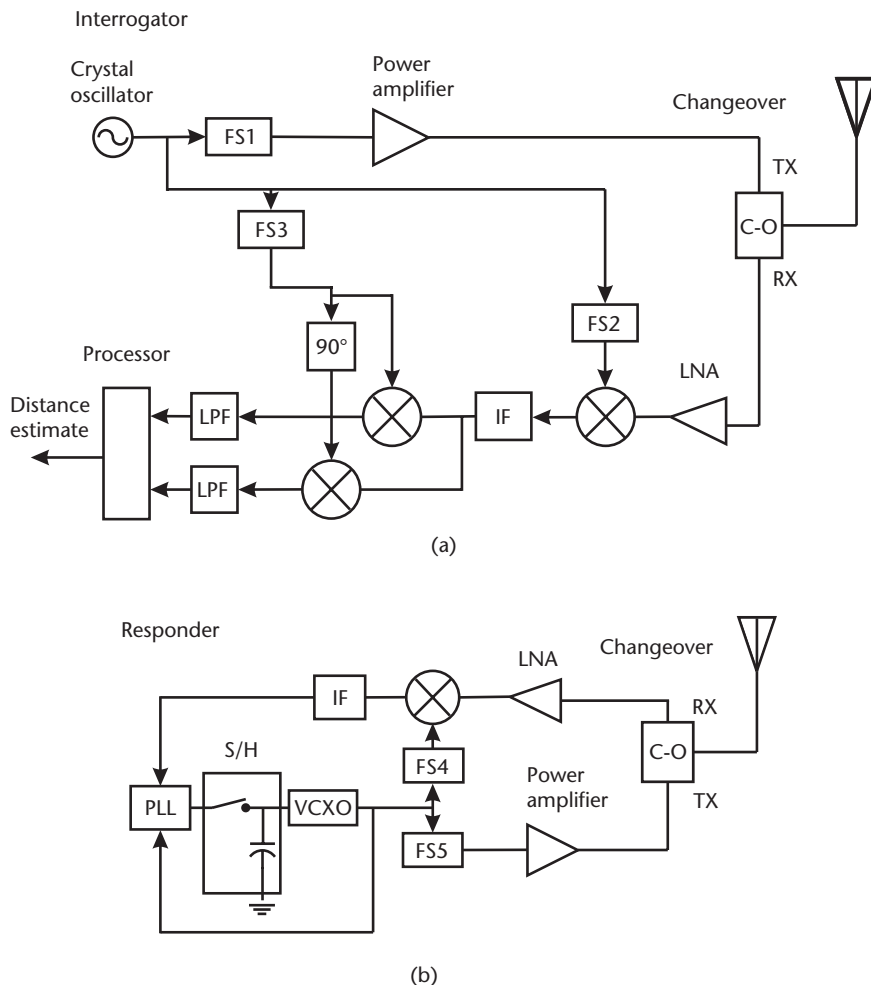 Interrogator
Crystal
oscillator
Power
amplifier
Changeover
FS1
TX
C-O
RX
FS3
FS2
90°
LNA
Processor
Distance
estimate
LPF
IF
LPF
(a)
Responder
Changeover
LNA
IF
RX
S/H
C-O
FS4
Power
amplifier
TX
PLL
VCXO
FS5
(b)